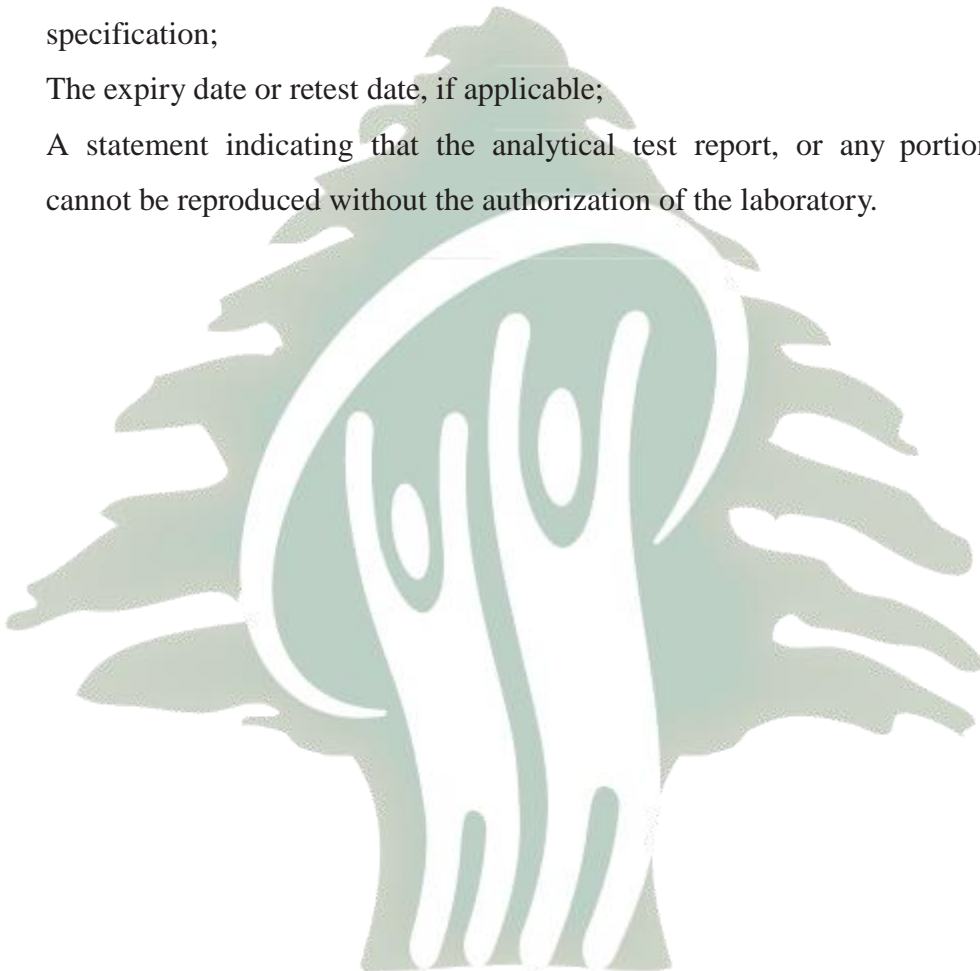 specification;
The expiry date or retest date, if applicable;
A statement indicating that the analytical test report, or any portion
cannot be reproduced without the authorization of the laboratory.